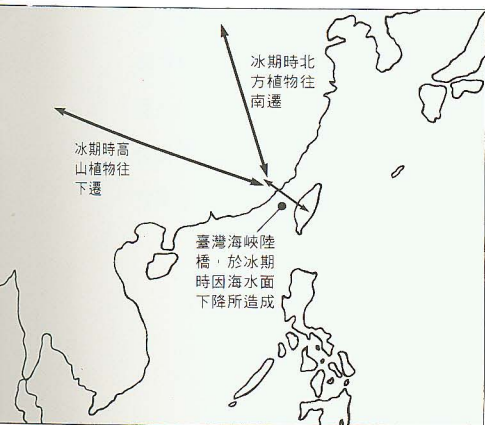 冰期時北
方植物往
南遷
冰期時高
山植物往
下遷
臺灣海峽陸
橋，於冰期
時因海水面
下降所造成